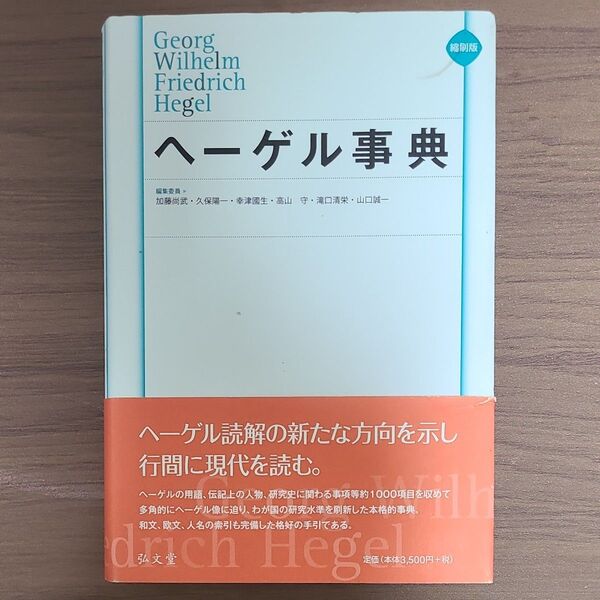 Georg
Wilhelm
Friedrich
Hegel
縮刷版
ヘーゲル事典
編集委員》
加藤尚武・久保陽一・幸津國生・高山　守・滝口清栄・山口誠一
ヘーゲル読解の新たな方向を示し
行間に現代を読む。
ヘーゲルの用語、伝記上の人物、研究史に関わる事項等約1000項目を収めて
多角的にヘーゲル像に迫り、わが国の研究水準を刷新した本格的事典。
和文、欧文、人名の索引も完備した格好の手引である。
Georg Wilhelm
Friedrich Hegel
弘文堂
定価（本体3,500円+税）